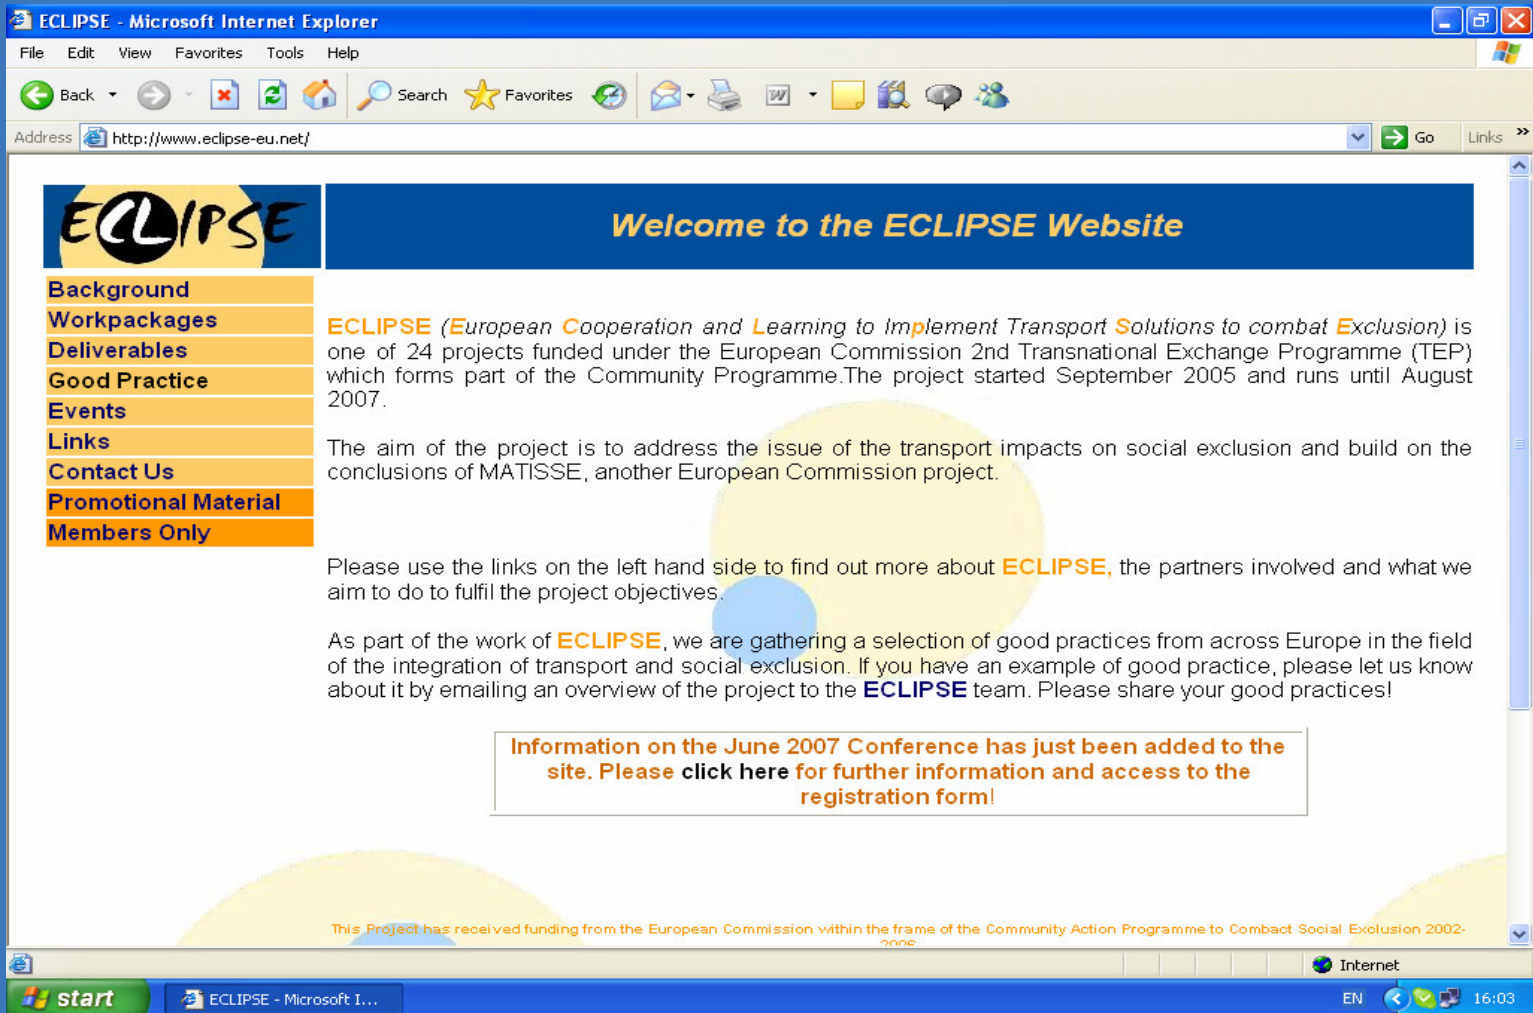 ECLIPSE - Microsoft Internet Explorer
File Edit View Favorites Tools Help
Back Search Favorites
Address http://www.eclipse-eu.net/ Go Links »
ECLIPSE
Welcome to the ECLIPSE Website
Background
Workpackages
Deliverables
Good Practice
Events
Links
Contact Us
Promotional Material
Members Only
ECLIPSE (European Cooperation and Learning to Implement Transport Solutions to combat Exclusion) is
one of 24 projects funded under the European Commission 2nd Transnational Exchange Programme (TEP)
which forms part of the Community Programme.The project started September 2005 and runs until August
2007.
The aim of the project is to address the issue of the transport impacts on social exclusion and build on the
conclusions of MATISSE, another European Commission project.
Please use the links on the left hand side to find out more about ECLIPSE, the partners involved and what we
aim to do to fulfil the project objectives.
As part of the work of ECLIPSE, we are gathering a selection of good practices from across Europe in the field
of the integration of transport and social exclusion. If you have an example of good practice, please let us know
about it by emailing an overview of the project to the ECLIPSE team. Please share your good practices!
Information on the June 2007 Conference has just been added to the
site. Please click here for further information and access to the
registration form!
This Project has received funding from the European Commission within the frame of the Community Action Programme to Combact Social Exclusion 2002-
2006
Internet
start ECLIPSE - Microsoft I... EN 16:03